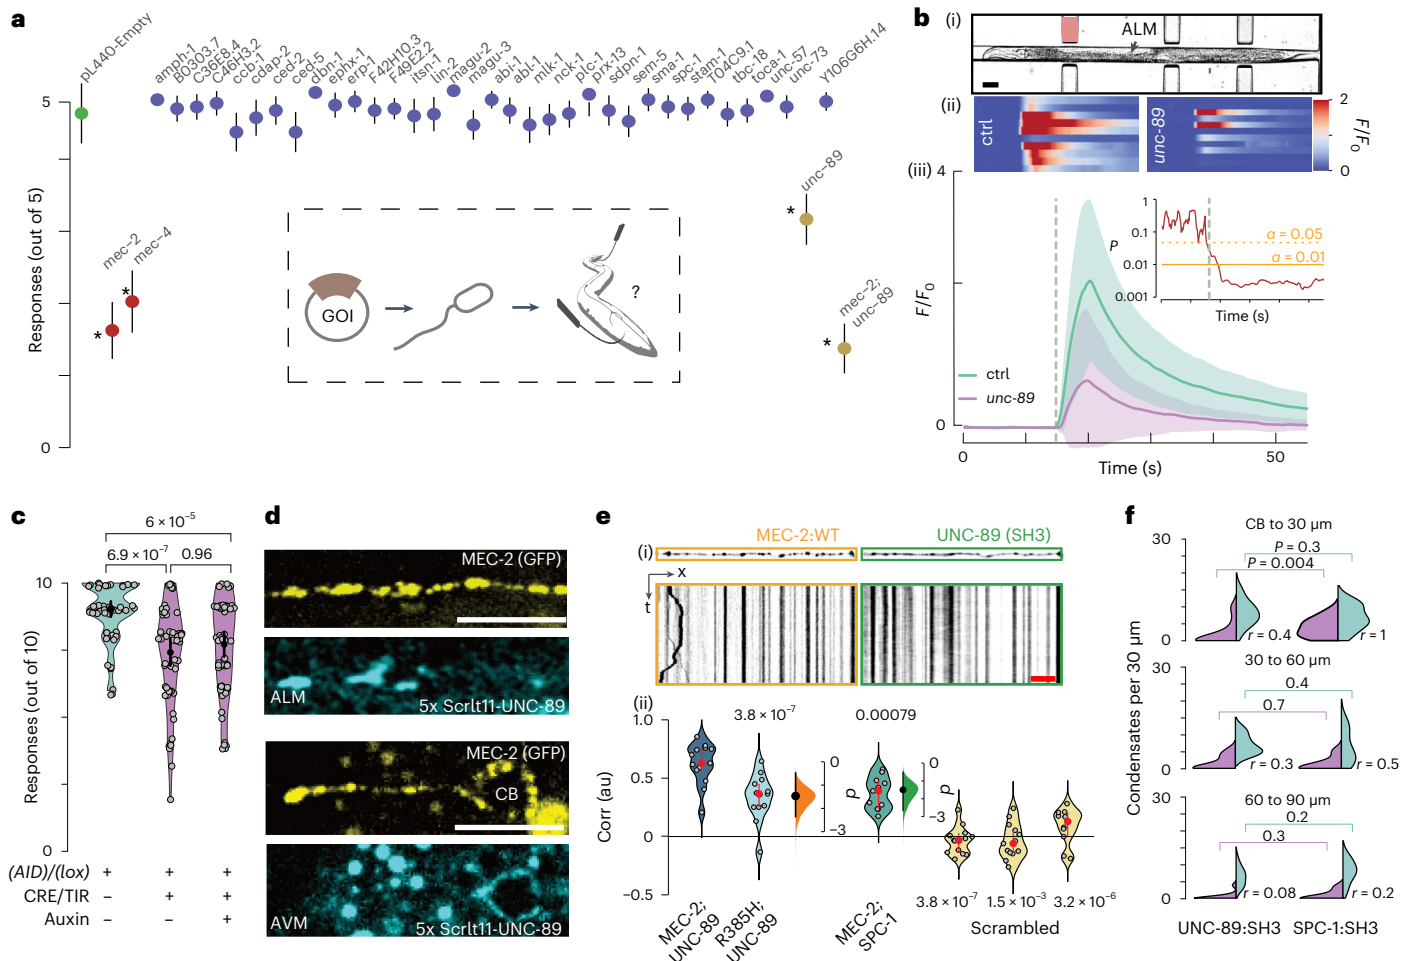 a
pL440-Empty
amph-1
B0303.7
C36E8.4
C46H3.2
ccb-1
cdap-2
ced-2
ced-5
dbn-1
ephx-1
erp-1
F42H10.3
F49E2.2
itsn-1
lin-2
magu-2
magu-3
abi-1
abl-1
mlk-1
nck-1
plc-1
prx-13
sdpn-1
sem-5
sma-1
spc-1
stam-1
T04C9.1
tbc-18
toca-1
unc-57
unc-73
Y106G6H.14
5
0
Responses (out of 5)
mec-2
mec-4
*
*
GOI
?
unc-89
*
mec-2;
unc-89
*
b
(i)
ALM
(ii)
ctrl
unc-89
2
1
0
F/F0
(iii)
4
0
F/F0
ctrl
unc-89
0
50
Time (s)
1
0.1
0.01
0.001
P
α = 0.05
α = 0.01
Time (s)
c
6 × 10−5
6.9 × 10−7
0.96
10
0
Responses (out of 10)
(AID)/(lox) + + +
CRE/TIR − + +
Auxin − − +
d
MEC-2 (GFP)
ALM
5x Scrlt11-UNC-89
MEC-2 (GFP)
CB
AVM
5x Scrlt11-UNC-89
e
MEC-2:WT
UNC-89 (SH3)
(i)
x
t
(ii)
3.8 × 10−7
0.00079
1.0
0.5
0
−0.5
Corr (au)
0
−3
d
0
−3
d
3.8 × 10−7
1.5 × 10−3
3.2 × 10−6
MEC-2;
UNC-89
R385H;
UNC-89
MEC-2;
SPC-1
Scrambled
f
CB to 30 μm
30
0
P = 0.3
P = 0.004
r = 0.4
r = 1
30 to 60 μm
30
0
0.4
0.7
r = 0.3
r = 0.5
60 to 90 μm
30
0
0.2
0.3
r = 0.08
r = 0.2
Condensates per 30 μm
UNC-89:SH3
SPC-1:SH3